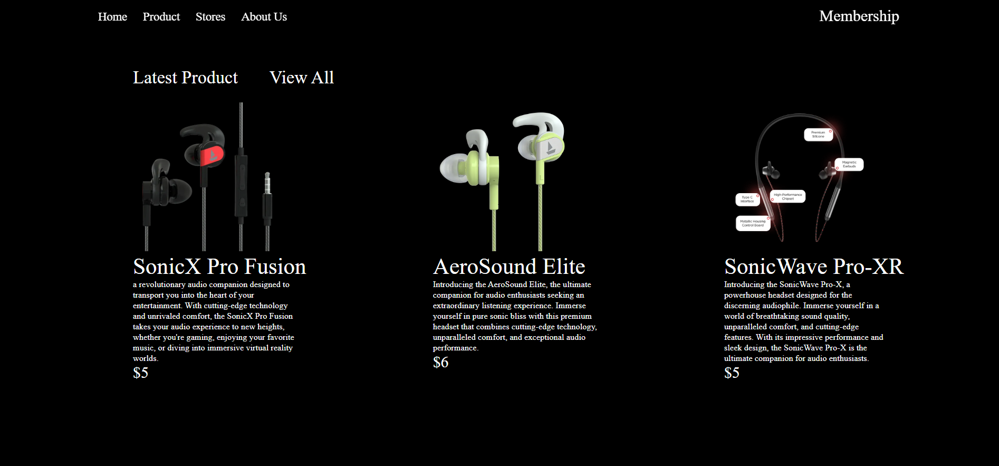 Home Product Stores About Us Membership
Latest Product View All
Premium
Silicone
Magnetic
Earbuds
Type C
Interface
High-Performance
Chipset
Metallic Housing
Control Board
SonicX Pro Fusion
a revolutionary audio companion designed to
transport you into the heart of your
entertainment. With cutting-edge technology
and unrivaled comfort, the SonicX Pro Fusion
takes your audio experience to new heights,
whether you're gaming, enjoying your favorite
music, or diving into immersive virtual reality
worlds.
$5
AeroSound Elite
Introducing the AeroSound Elite, the ultimate
companion for audio enthusiasts seeking an
extraordinary listening experience. Immerse
yourself in pure sonic bliss with this premium
headset that combines cutting-edge technology,
unparalleled comfort, and exceptional audio
performance.
$6
SonicWave Pro-XR
Introducing the SonicWave Pro-X, a
powerhouse headset designed for the
discerning audiophile. Immerse yourself in a
world of breathtaking sound quality,
unparalleled comfort, and cutting-edge
features. With its impressive performance and
sleek design, the SonicWave Pro-X is the
ultimate companion for audio enthusiasts.
$5